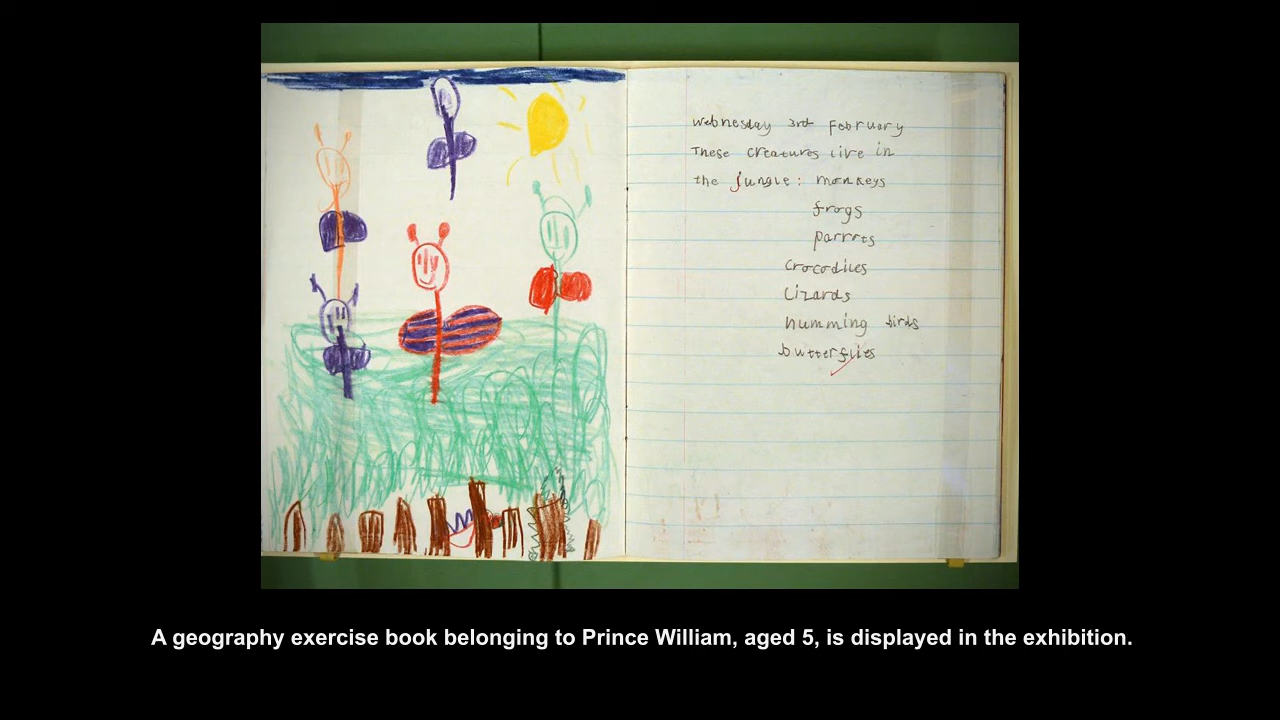 Wednesday 3rd February
These creatures live in
the jungle: monkeys
frogs
parrots
Crocodiles
Lizards
humming birds
butterflies
A geography exercise book belonging to Prince William, aged 5, is displayed in the exhibition.